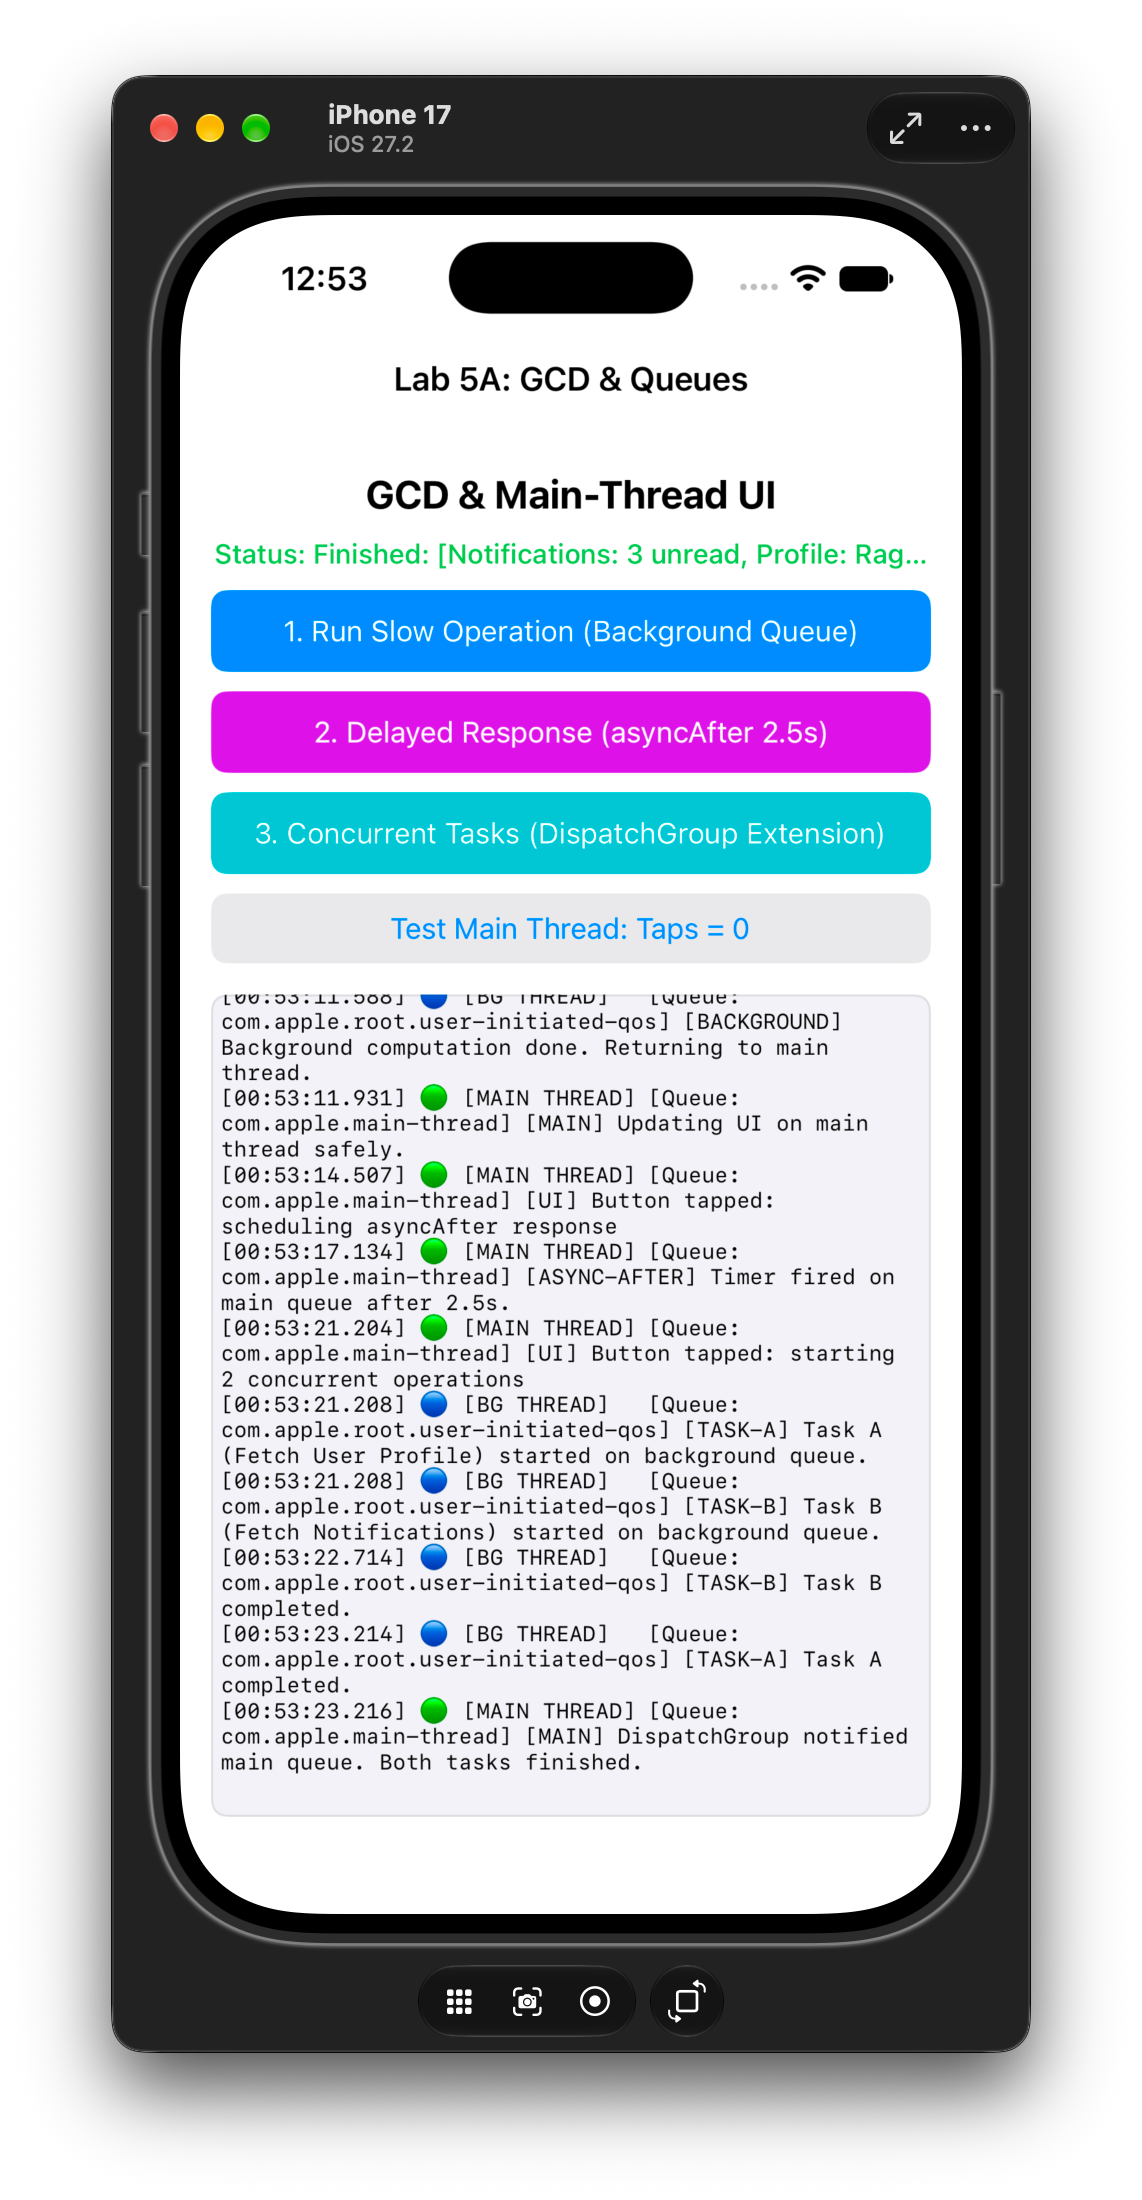 iPhone 17
iOS 27.2
12:53
Lab 5A: GCD & Queues
GCD & Main-Thread UI
Status: Finished: [Notifications: 3 unread, Profile: Rag...
1. Run Slow Operation (Background Queue)
2. Delayed Response (asyncAfter 2.5s)
3. Concurrent Tasks (DispatchGroup Extension)
Test Main Thread: Taps = 0
[00:53:11.588] 🔵 [BG THREAD]   [Queue:
com.apple.root.user-initiated-qos] [BACKGROUND]
Background computation done. Returning to main
thread.
[00:53:11.931] 🟢 [MAIN THREAD] [Queue:
com.apple.main-thread] [MAIN] Updating UI on main
thread safely.
[00:53:14.507] 🟢 [MAIN THREAD] [Queue:
com.apple.main-thread] [UI] Button tapped:
scheduling asyncAfter response
[00:53:17.134] 🟢 [MAIN THREAD] [Queue:
com.apple.main-thread] [ASYNC-AFTER] Timer fired on
main queue after 2.5s.
[00:53:21.204] 🟢 [MAIN THREAD] [Queue:
com.apple.main-thread] [UI] Button tapped: starting
2 concurrent operations
[00:53:21.208] 🔵 [BG THREAD]   [Queue:
com.apple.root.user-initiated-qos] [TASK-A] Task A
(Fetch User Profile) started on background queue.
[00:53:21.208] 🔵 [BG THREAD]   [Queue:
com.apple.root.user-initiated-qos] [TASK-B] Task B
(Fetch Notifications) started on background queue.
[00:53:22.714] 🔵 [BG THREAD]   [Queue:
com.apple.root.user-initiated-qos] [TASK-B] Task B
completed.
[00:53:23.214] 🔵 [BG THREAD]   [Queue:
com.apple.root.user-initiated-qos] [TASK-A] Task A
completed.
[00:53:23.216] 🟢 [MAIN THREAD] [Queue:
com.apple.main-thread] [MAIN] DispatchGroup notified
main queue. Both tasks finished.